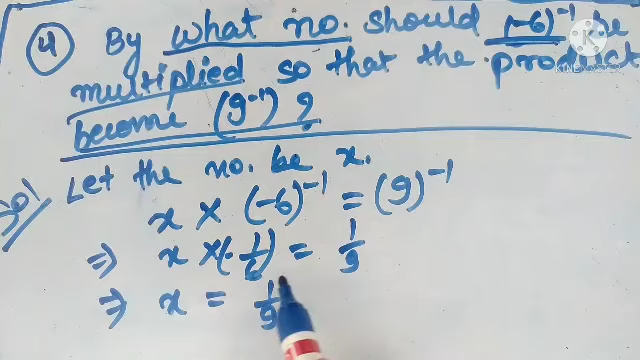 (4) By what no. should (-6)⁻¹ be
multiplied so that the product
become (9⁻¹) ?
Let the no. be x.
x × (-6)⁻¹ = (9)⁻¹
⇒ x × (-1/6) = 1/9
⇒ x = 1/9